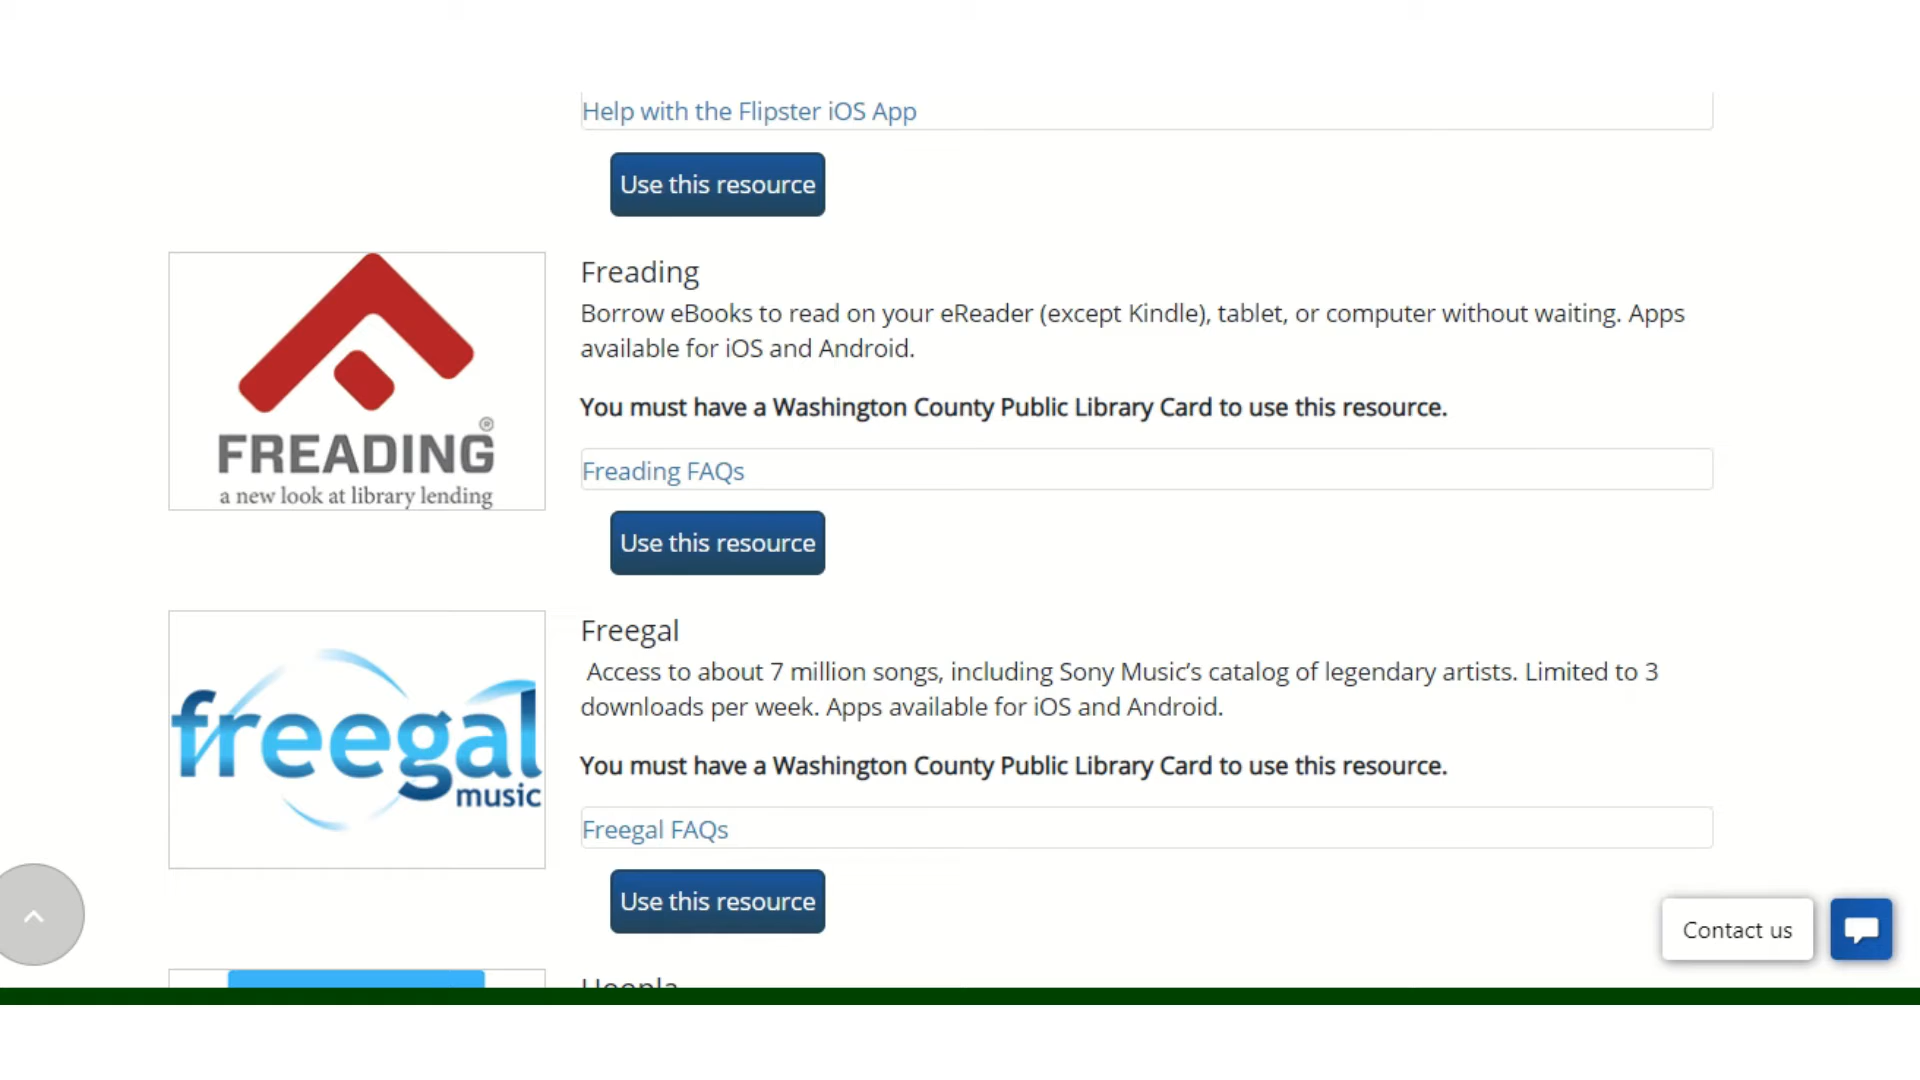 Help with the Flipster iOS App
Use this resource
FREADING®
a new look at library lending
Freading
Borrow eBooks to read on your eReader (except Kindle), tablet, or computer without waiting. Apps
available for iOS and Android.
You must have a Washington County Public Library Card to use this resource.
Freading FAQs
Use this resource
freegal
music
Freegal
Access to about 7 million songs, including Sony Music’s catalog of legendary artists. Limited to 3
downloads per week. Apps available for iOS and Android.
You must have a Washington County Public Library Card to use this resource.
Freegal FAQs
Use this resource
Contact us
Hoopla